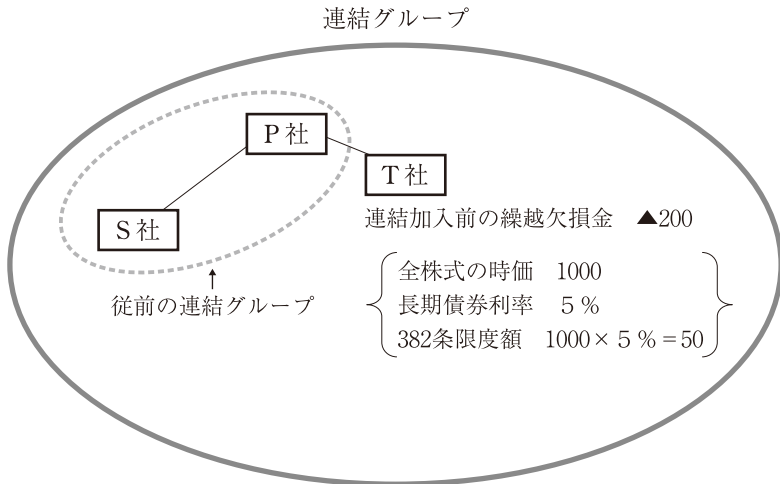 連結グループ
P社
T社
S社
連結加入前の繰越欠損金　▲200
従前の連結グループ
全株式の時価　1000
長期債券利率　５％
382条限度額　1000×５％＝50